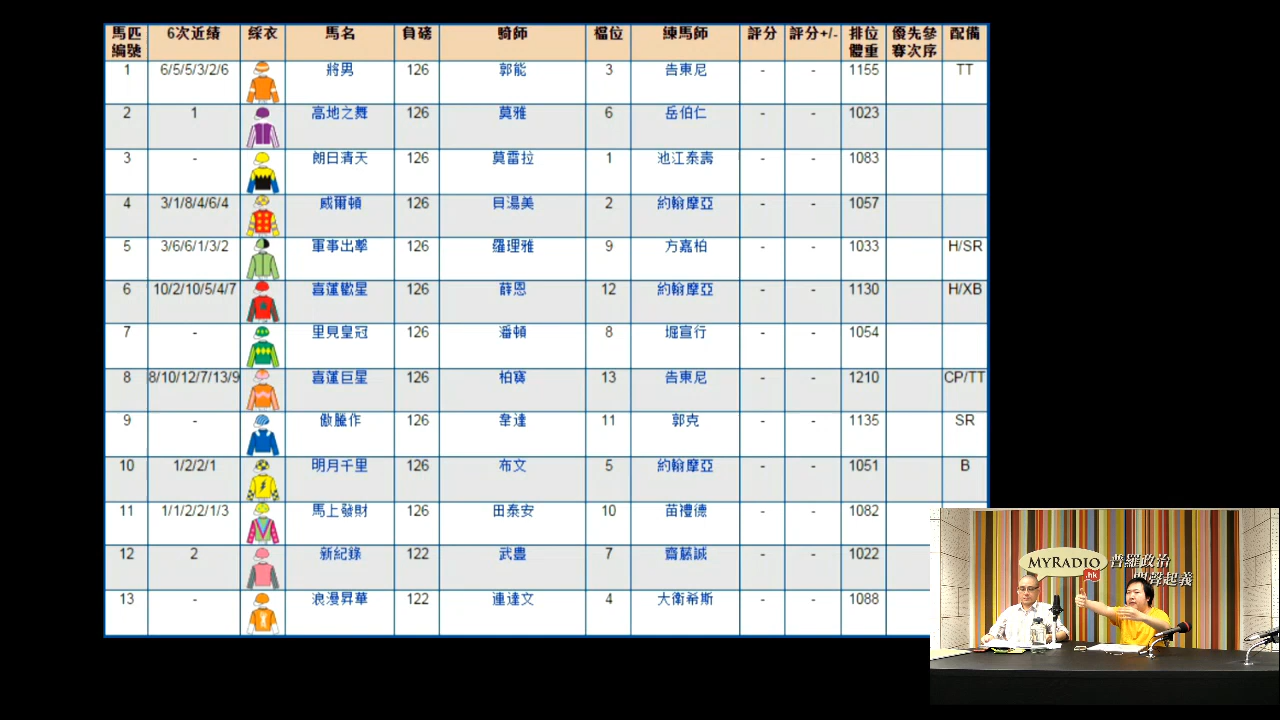 馬匹編號 6次近績 綵衣 馬名 負磅 騎師 檔位 練馬師 評分 評分+/- 排位體重 優先參賽次序 配備
1 6/5/5/3/2/6 將男 126 郭能 3 告東尼 - - 1155 TT
2 1 高地之舞 126 莫雅 6 岳伯仁 - - 1023
3 - 朗日清天 126 莫雷拉 1 池江泰壽 - - 1083
4 3/1/8/4/6/4 威爾頓 126 貝湯美 2 約翰摩亞 - - 1057
5 3/6/6/1/3/2 軍事出擊 126 羅理雅 9 方嘉柏 - - 1033 H/SR
6 10/2/10/5/4/7 喜蓮歡星 126 薛恩 12 約翰摩亞 - - 1130 H/XB
7 - 里見皇冠 126 潘頓 8 堀宣行 - - 1054
8 8/10/12/7/13/9 喜蓮巨星 126 柏寶 13 告東尼 - - 1210 CP/TT
9 - 傲騰作 126 韋達 11 郭克 - - 1135 SR
10 1/2/2/1 明月千里 126 布文 5 約翰摩亞 - - 1051 B
11 1/1/2/2/1/3 馬上發財 126 田泰安 10 苗禮德 - - 1082
12 2 新紀錄 122 武豊 7 齋藤誠 - - 1022
13 - 浪漫昇華 122 連達文 4 大衛希斯 - - 1088
MYRADIO
.hk
普羅政治
聲起義